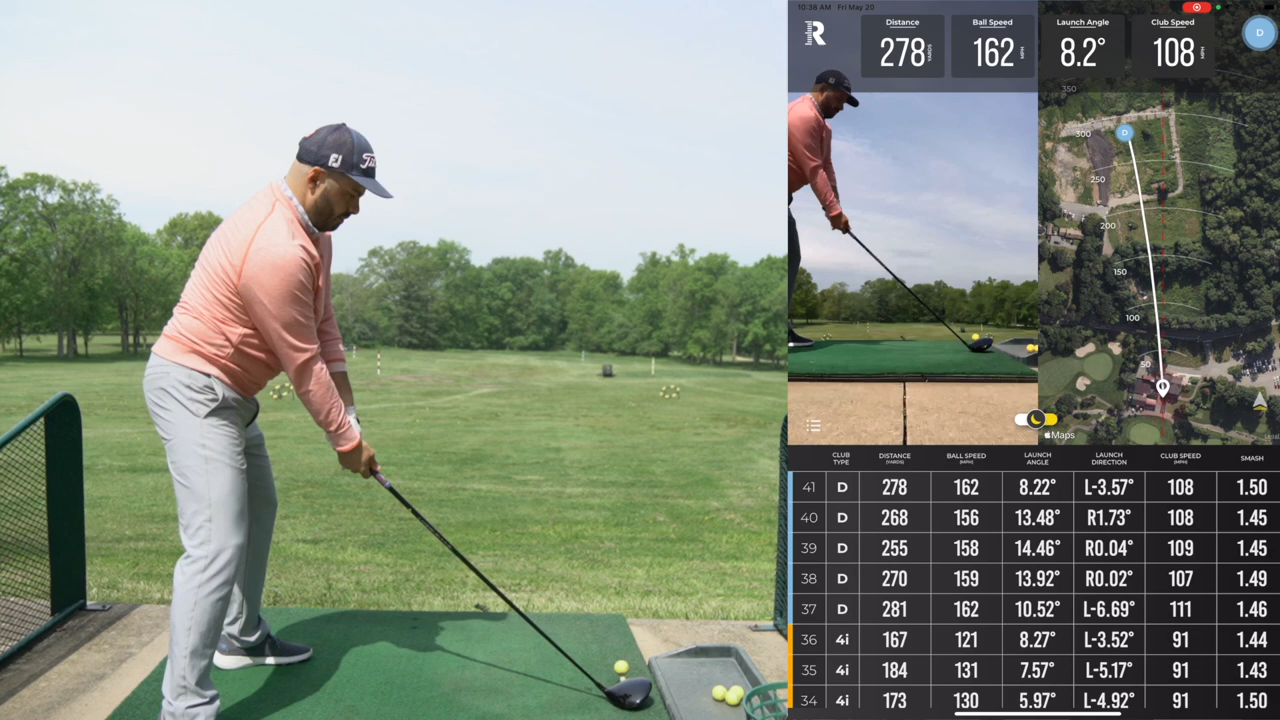 10:38 AM Fri May 20
R
Distance
278
YARDS
Ball Speed
162
MPH
Launch Angle
8.2°
Club Speed
108
MPH
D
FJ
350
300
D
250
200
150
100
50
Maps
CLUB TYPE DISTANCE (YARDS) BALL SPEED (MPH) LAUNCH ANGLE LAUNCH DIRECTION CLUB SPEED (MPH) SMASH
41 D 278 162 8.22° L-3.57° 108 1.50
40 D 268 156 13.48° R1.73° 108 1.45
39 D 255 158 14.46° R0.04° 109 1.45
38 D 270 159 13.92° R0.02° 107 1.49
37 D 281 162 10.52° L-6.69° 111 1.46
36 4i 167 121 8.27° L-3.52° 91 1.44
35 4i 184 131 7.57° L-5.17° 91 1.43
34 4i 173 130 5.97° L-4.92° 91 1.50